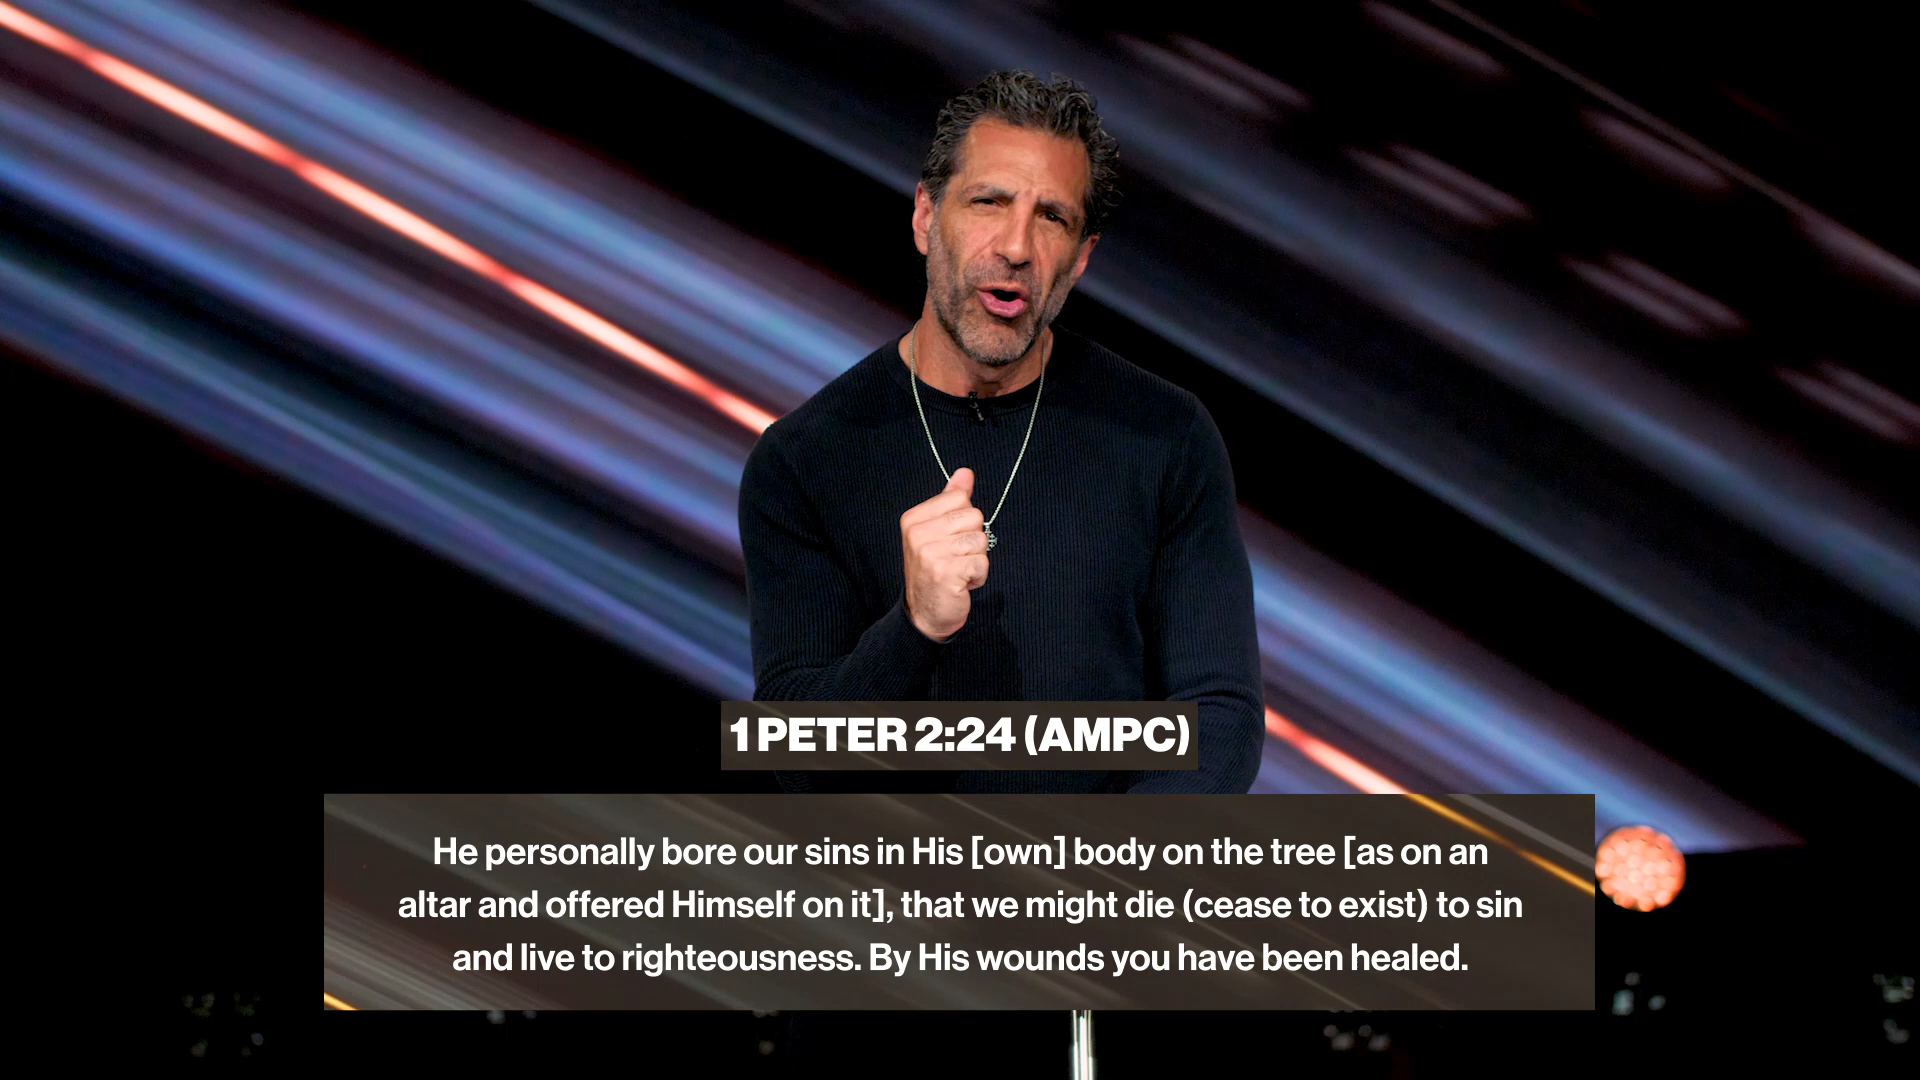 1 PETER 2:24 (AMPC)
He personally bore our sins in His [own] body on the tree [as on an
altar and offered Himself on it], that we might die (cease to exist) to sin
and live to righteousness. By His wounds you have been healed.